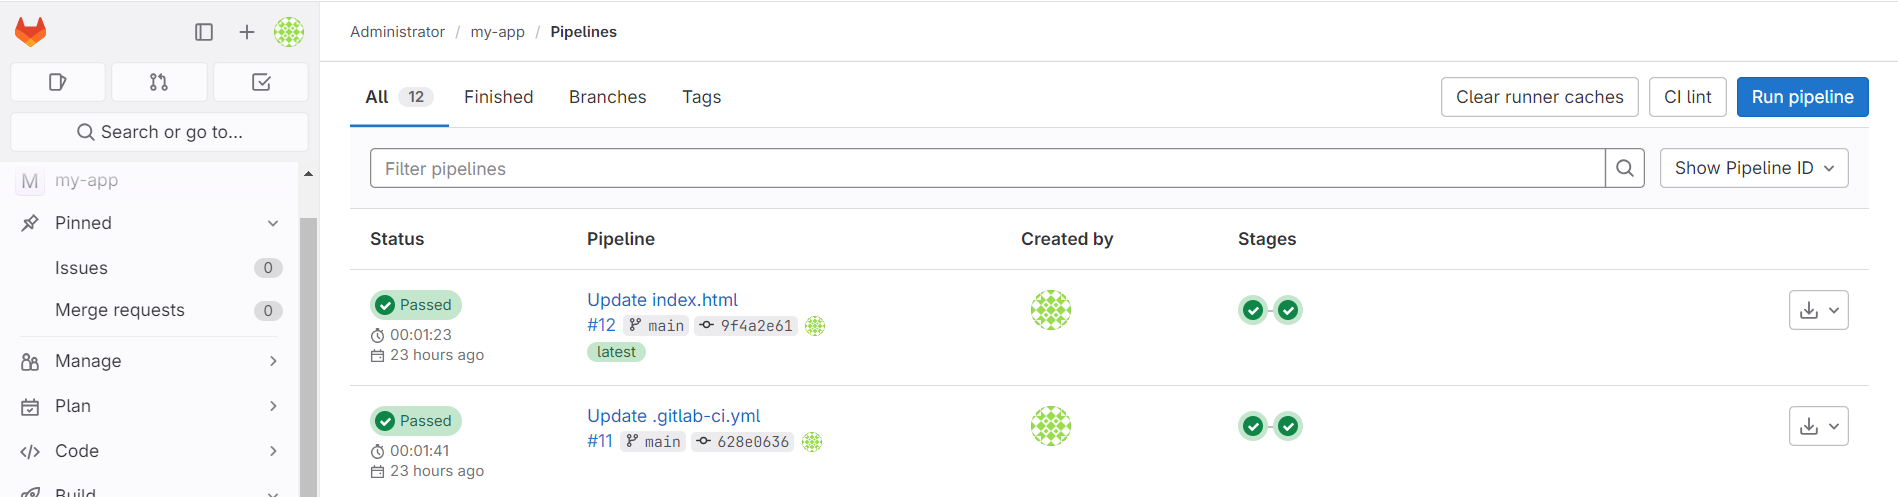 Administrator / my-app / Pipelines
All 12 Finished Branches Tags Clear runner caches CI lint Run pipeline
Search or go to...
Filter pipelines Show Pipeline ID
M my-app
Pinned
Issues 0
Merge requests 0
Manage
Plan
Code
Build
Status Pipeline Created by Stages
Passed Update index.html
00:01:23 #12 main 9f4a2e61
23 hours ago latest
Passed Update .gitlab-ci.yml
00:01:41 #11 main 628e0636
23 hours ago